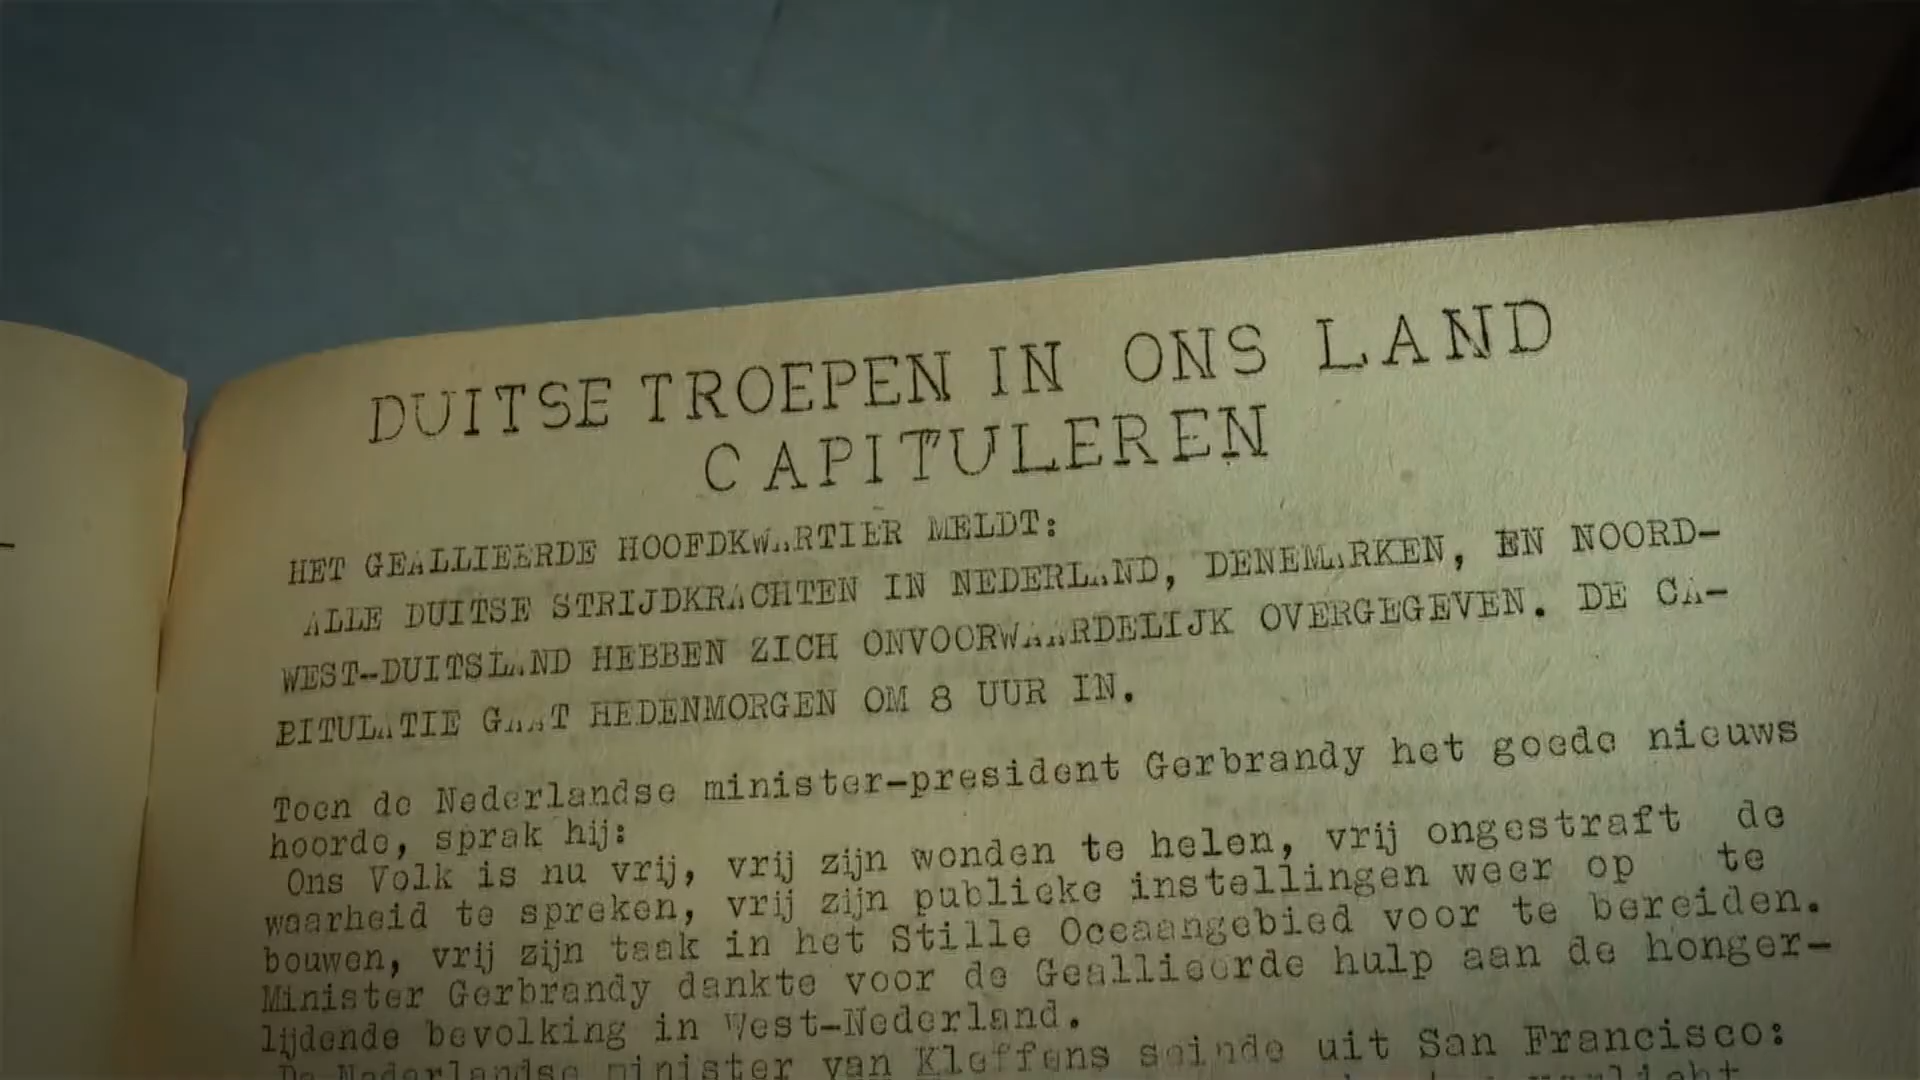 DUITSE TROEPEN IN ONS LAND
CAPITULEREN
HET GEALLIEERDE HOOFDKWARTIER MELDT:
ALLE DUITSE STRIJDKRACHTEN IN NEDERLAND, DENEMARKEN, EN NOORD-
WEST-DUITSLAND HEBBEN ZICH ONVOORWAARDELIJK OVERGEGEVEN. DE CA-
PITULATIE GAAT HEDENMORGEN OM 8 UUR IN.
Toen de Nederlandse minister-president Gerbrandy het goede nieuws
hoorde, sprak hij:
Ons Volk is nu vrij, vrij zijn wonden te helen, vrij ongestraft de
waarheid te spreken, vrij zijn publieke instellingen weer op te
bouwen, vrij zijn taak in het Stille Oceaangebied voor te bereiden.
Minister Gerbrandy dankte voor de Geallieerde hulp aan de honger-
lijdende bevolking in West-Nederland.
De Nederlandse minister van Kleffens seinde uit San Francisco: